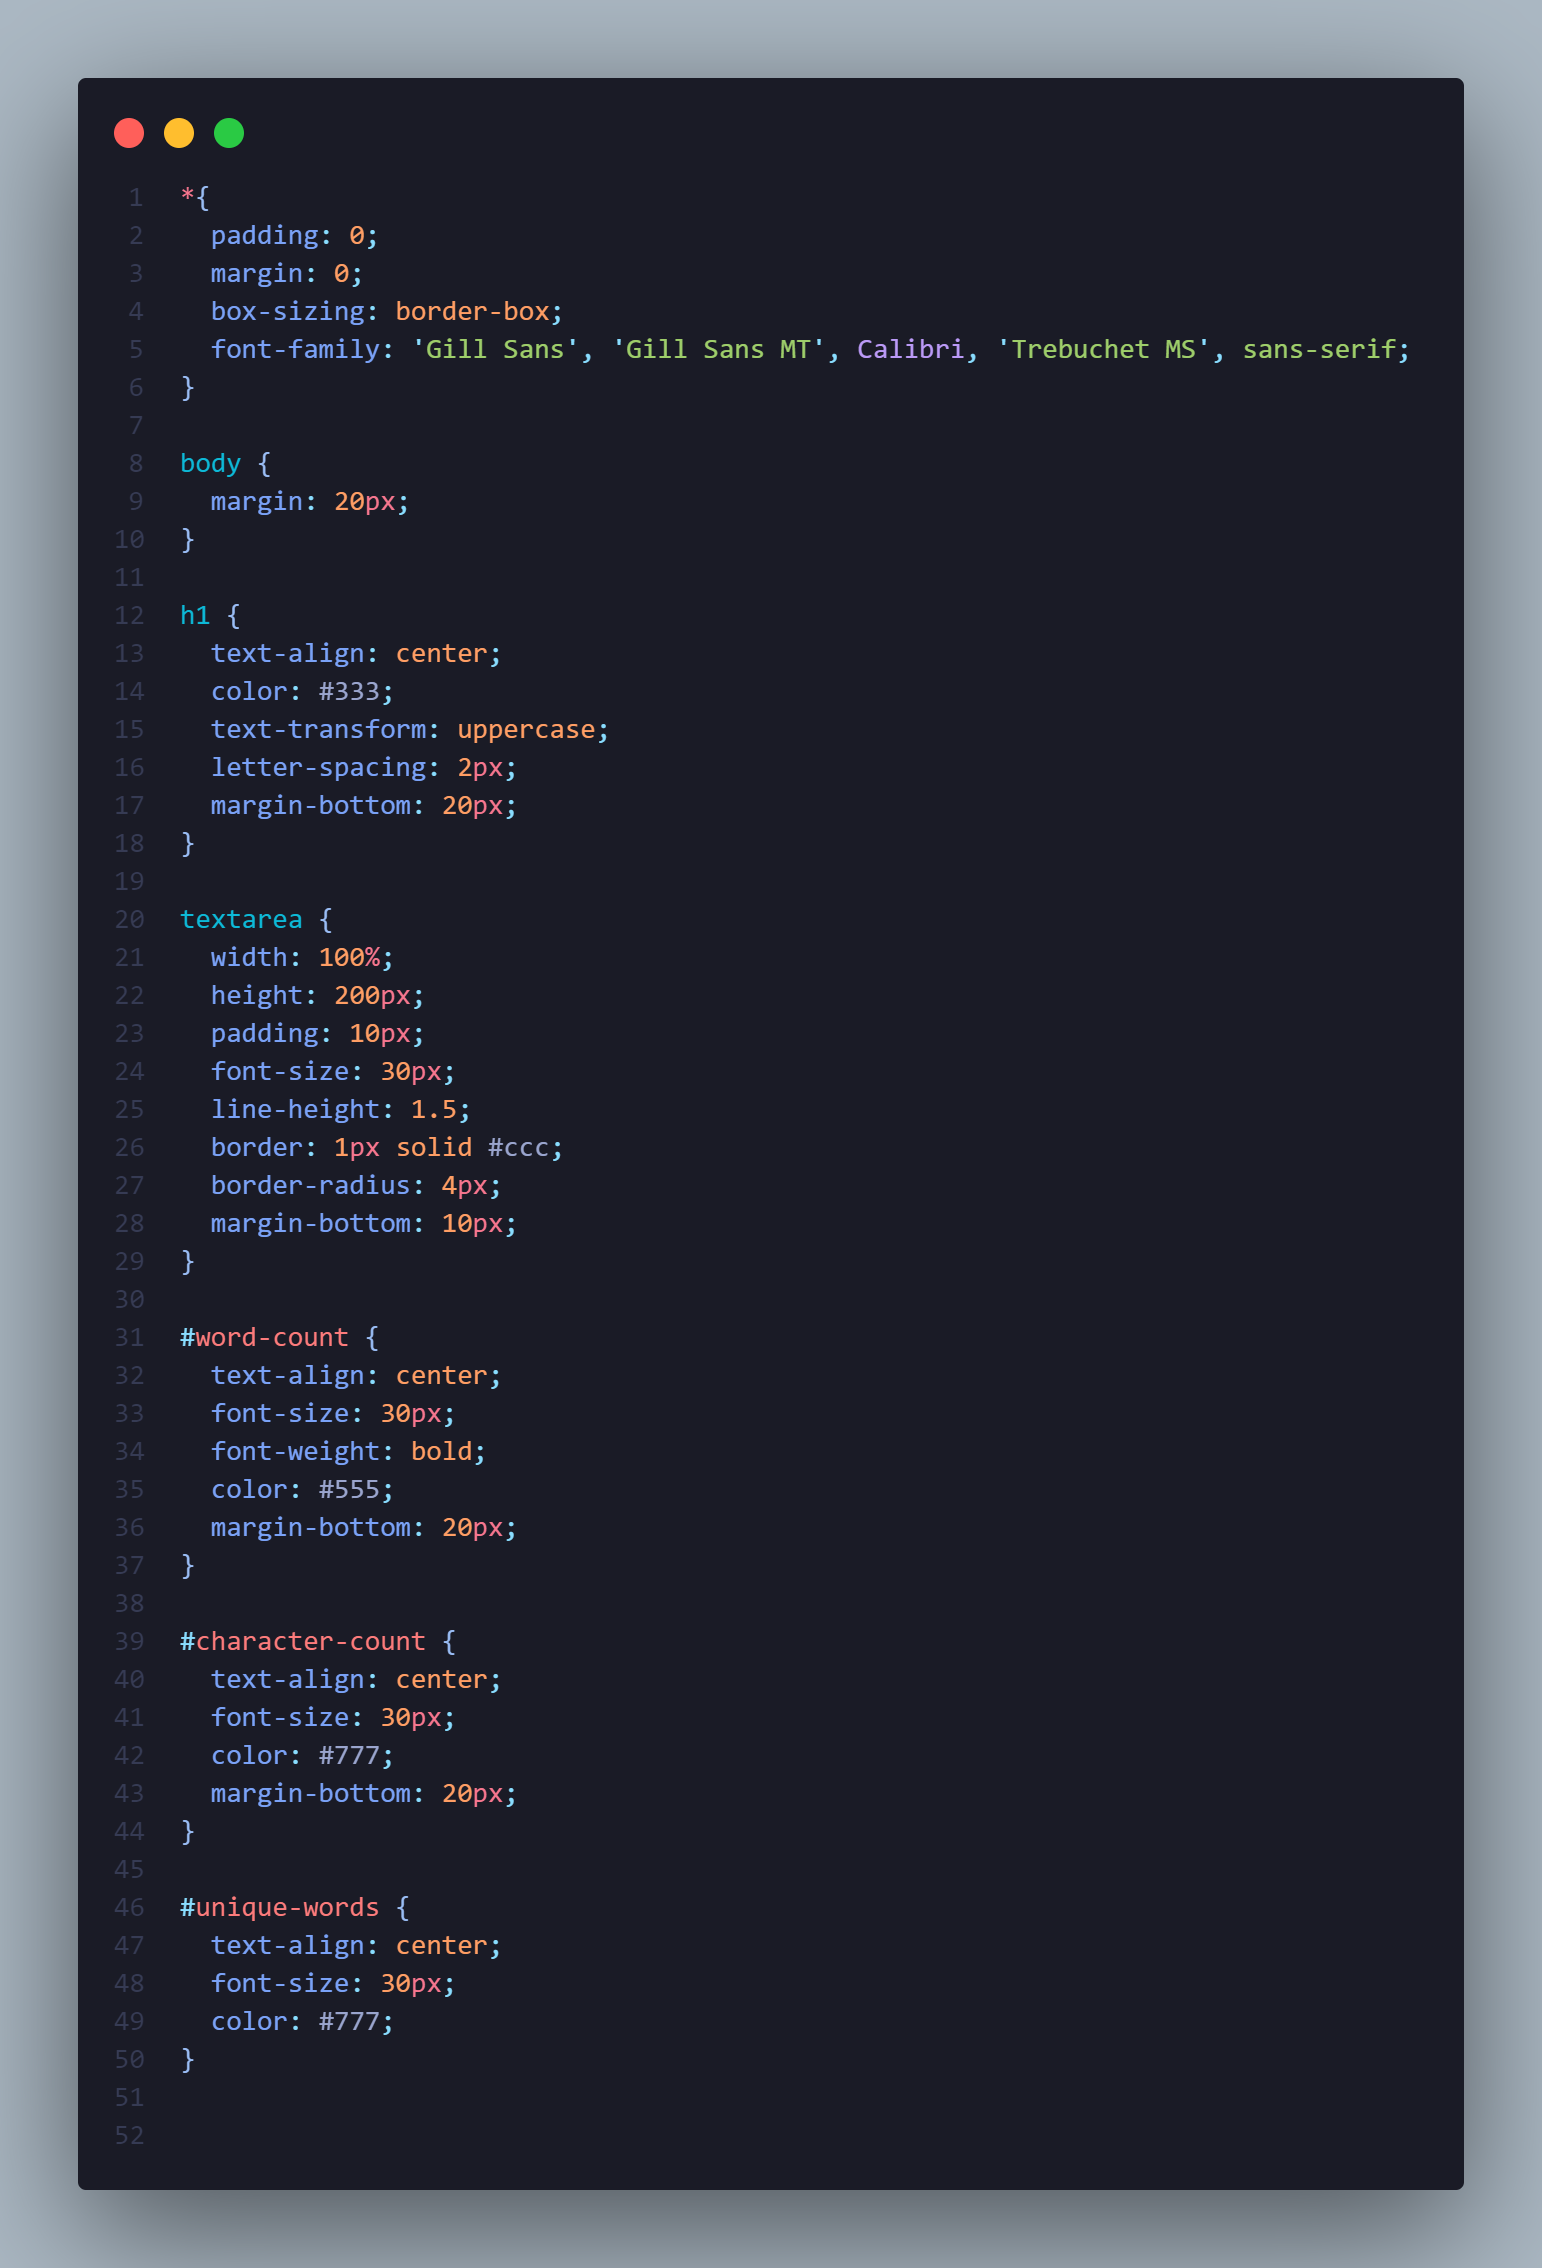 1 *{
2   padding: 0;
3   margin: 0;
4   box-sizing: border-box;
5   font-family: 'Gill Sans', 'Gill Sans MT', Calibri, 'Trebuchet MS', sans-serif;
6 }
7
8 body {
9   margin: 20px;
10 }
11
12 h1 {
13   text-align: center;
14   color: #333;
15   text-transform: uppercase;
16   letter-spacing: 2px;
17   margin-bottom: 20px;
18 }
19
20 textarea {
21   width: 100%;
22   height: 200px;
23   padding: 10px;
24   font-size: 30px;
25   line-height: 1.5;
26   border: 1px solid #ccc;
27   border-radius: 4px;
28   margin-bottom: 10px;
29 }
30
31 #word-count {
32   text-align: center;
33   font-size: 30px;
34   font-weight: bold;
35   color: #555;
36   margin-bottom: 20px;
37 }
38
39 #character-count {
40   text-align: center;
41   font-size: 30px;
42   color: #777;
43   margin-bottom: 20px;
44 }
45
46 #unique-words {
47   text-align: center;
48   font-size: 30px;
49   color: #777;
50 }
51
52